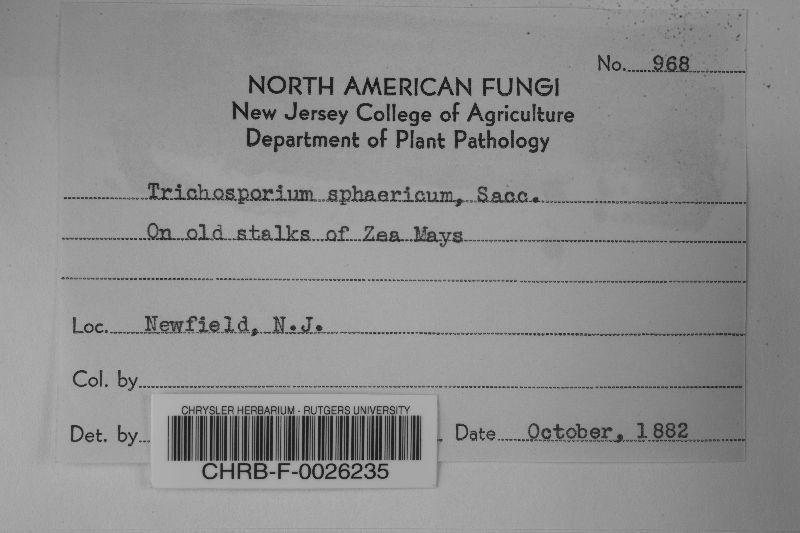 No. 968
NORTH AMERICAN FUNGI
New Jersey College of Agriculture
Department of Plant Pathology
Trichosporium sphaericum, Sacc.
On old stalks of Zea Mays
Loc. Newfield, N.J.
Col. by
Det. by
Date October, 1882
CHRYSLER HERBARIUM - RUTGERS UNIVERSITY
CHRB-F-0026235